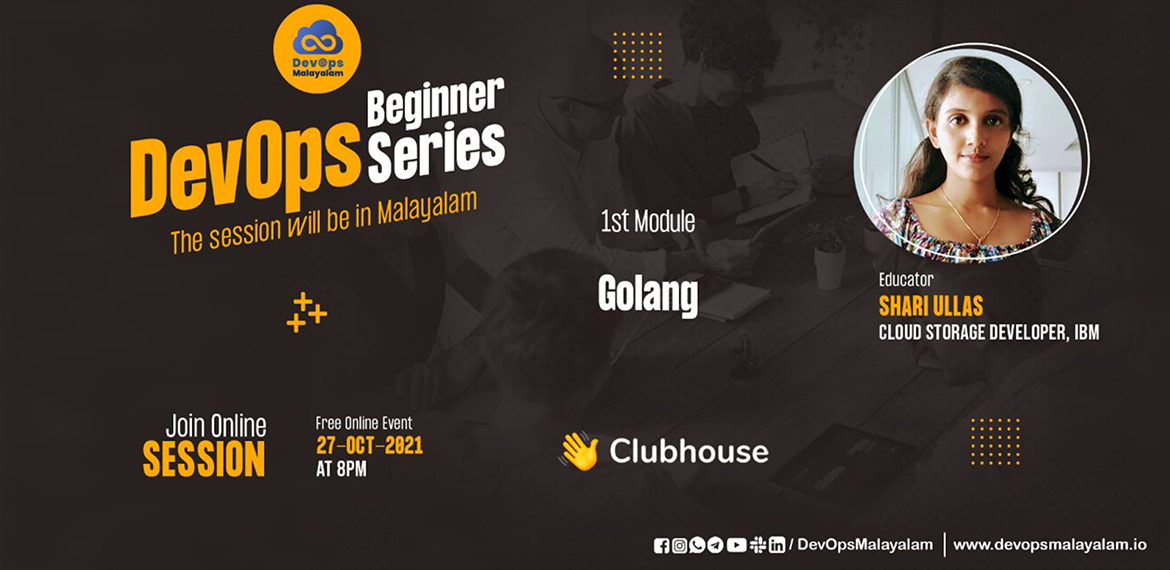 DevOps
Malayalam
DevOps Beginner Series
The session will be in Malayalam
1st Module
Golang
Educator
SHARI ULLAS
CLOUD STORAGE DEVELOPER, IBM
Join Online
SESSION
Free Online Event
27-OCT-2021
AT 8PM
Clubhouse
/ DevOpsMalayalam | www.devopsmalayalam.io